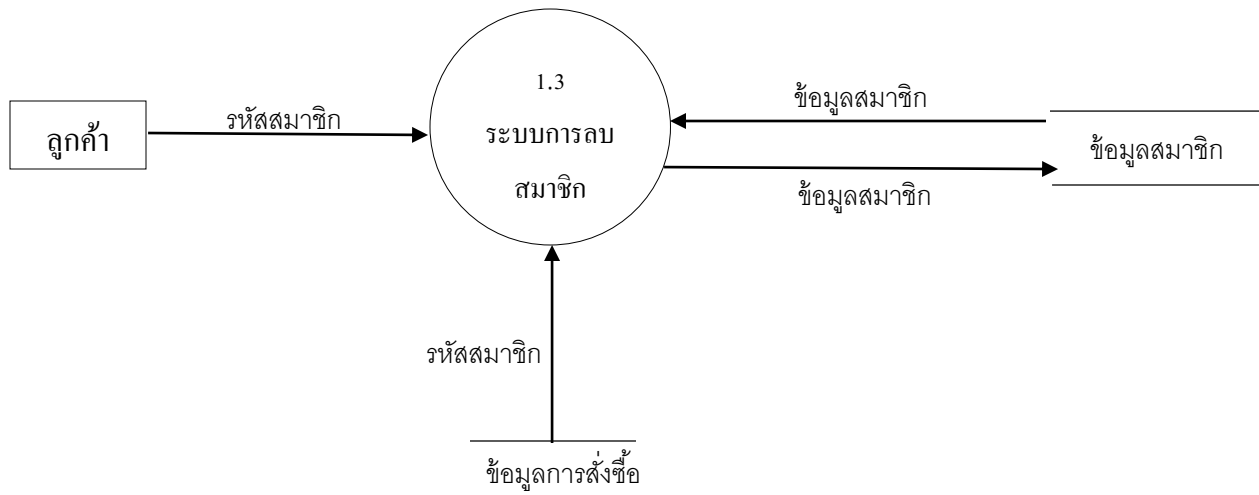 1.3
ระบบการลบ
สมาชิก
ลูกค้า
รหัสสมาชิก
ข้อมูลสมาชิก
ข้อมูลสมาชิก
ข้อมูลสมาชิก
รหัสสมาชิก
ข้อมูลการสั่งซื้อ